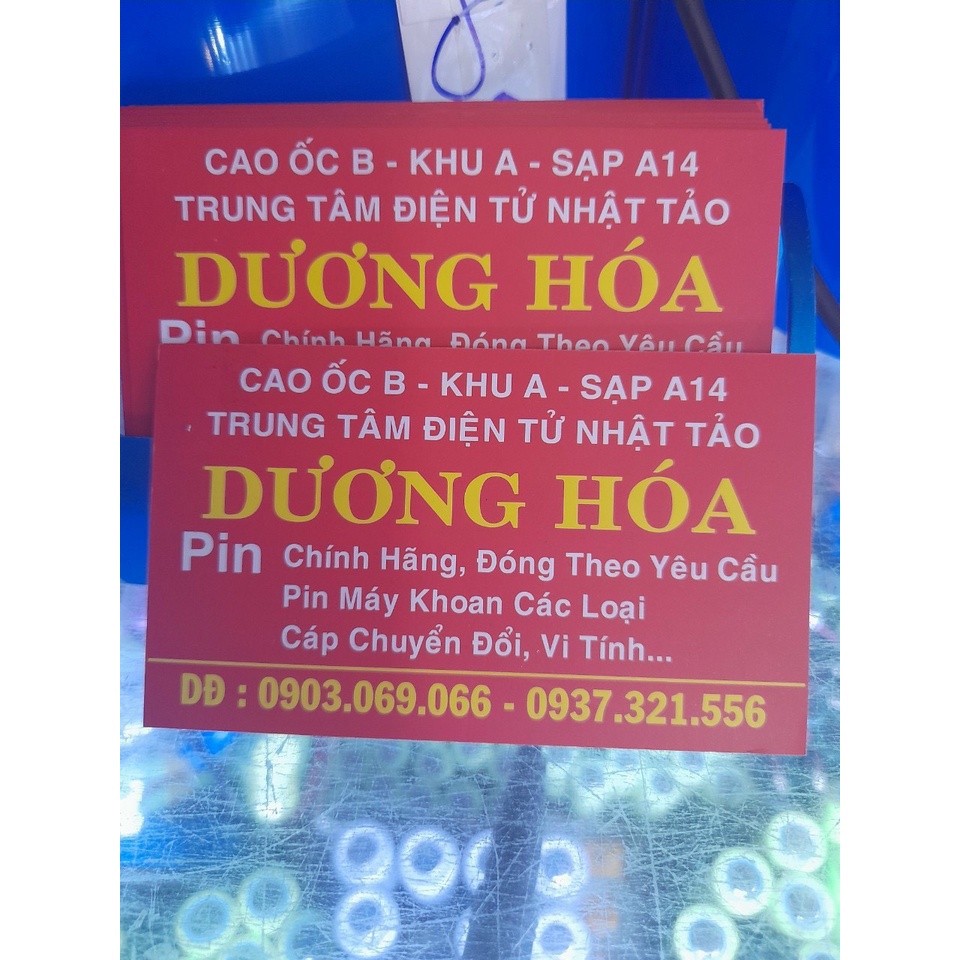 CAO ỐC B - KHU A - SẠP A14
TRUNG TÂM ĐIỆN TỬ NHẬT TẢO
DƯƠNG HÓA
Pin Chính Hãng, Đóng Theo Yêu Cầu
CAO ỐC B - KHU A - SẠP A14
TRUNG TÂM ĐIỆN TỬ NHẬT TẢO
DƯƠNG HÓA
Pin Chính Hãng, Đóng Theo Yêu Cầu
Pin Máy Khoan Các Loại
Cáp Chuyển Đổi, Vi Tính...
DĐ : 0903.069.066 - 0937.321.556